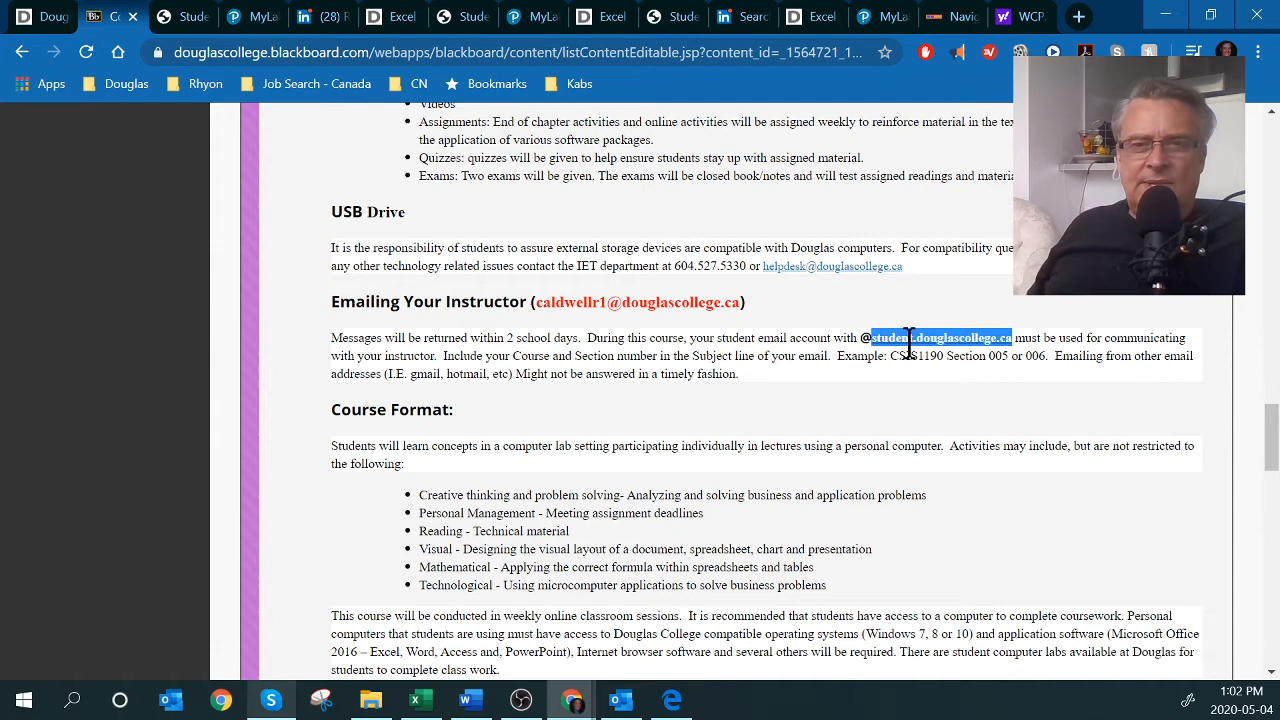 Doug
Co
Stude
MyLa
(28) R
Excel
Stude
MyLa
Excel
Stude
Searc
Excel
MyLa
Navig
WCP.
douglascollege.blackboard.com/webapps/blackboard/content/listContentEditable.jsp?content_id=_1564721_1...
Apps Douglas Rhyon Job Search - Canada CN Bookmarks Kabs
Videos
Assignments: End of chapter activities and online activities will be assigned weekly to reinforce material in the tex
the application of various software packages.
Quizzes: quizzes will be given to help ensure students stay up with assigned material.
Exams: Two exams will be given. The exams will be closed book/notes and will test assigned readings and materia
USB Drive
It is the responsibility of students to assure external storage devices are compatible with Douglas computers. For compatibility que
any other technology related issues contact the IET department at 604.527.5330 or helpdesk@douglascollege.ca
Emailing Your Instructor (caldwellr1@douglascollege.ca)
Messages will be returned within 2 school days. During this course, your student email account with @student.douglascollege.ca must be used for communicating
with your instructor. Include your Course and Section number in the Subject line of your email. Example: CSIS1190 Section 005 or 006. Emailing from other email
addresses (I.E. gmail, hotmail, etc) Might not be answered in a timely fashion.
Course Format:
Students will learn concepts in a computer lab setting participating individually in lectures using a personal computer. Activities may include, but are not restricted to
the following:
Creative thinking and problem solving- Analyzing and solving business and application problems
Personal Management - Meeting assignment deadlines
Reading - Technical material
Visual - Designing the visual layout of a document, spreadsheet, chart and presentation
Mathematical - Applying the correct formula within spreadsheets and tables
Technological - Using microcomputer applications to solve business problems
This course will be conducted in weekly online classroom sessions. It is recommended that students have access to a computer to complete coursework. Personal
computers that students are using must have access to Douglas College compatible operating systems (Windows 7, 8 or 10) and application software (Microsoft Office
2016 – Excel, Word, Access and, PowerPoint), Internet browser software and several others will be required. There are student computer labs available at Douglas for
students to complete class work.
1:02 PM
2020-05-04